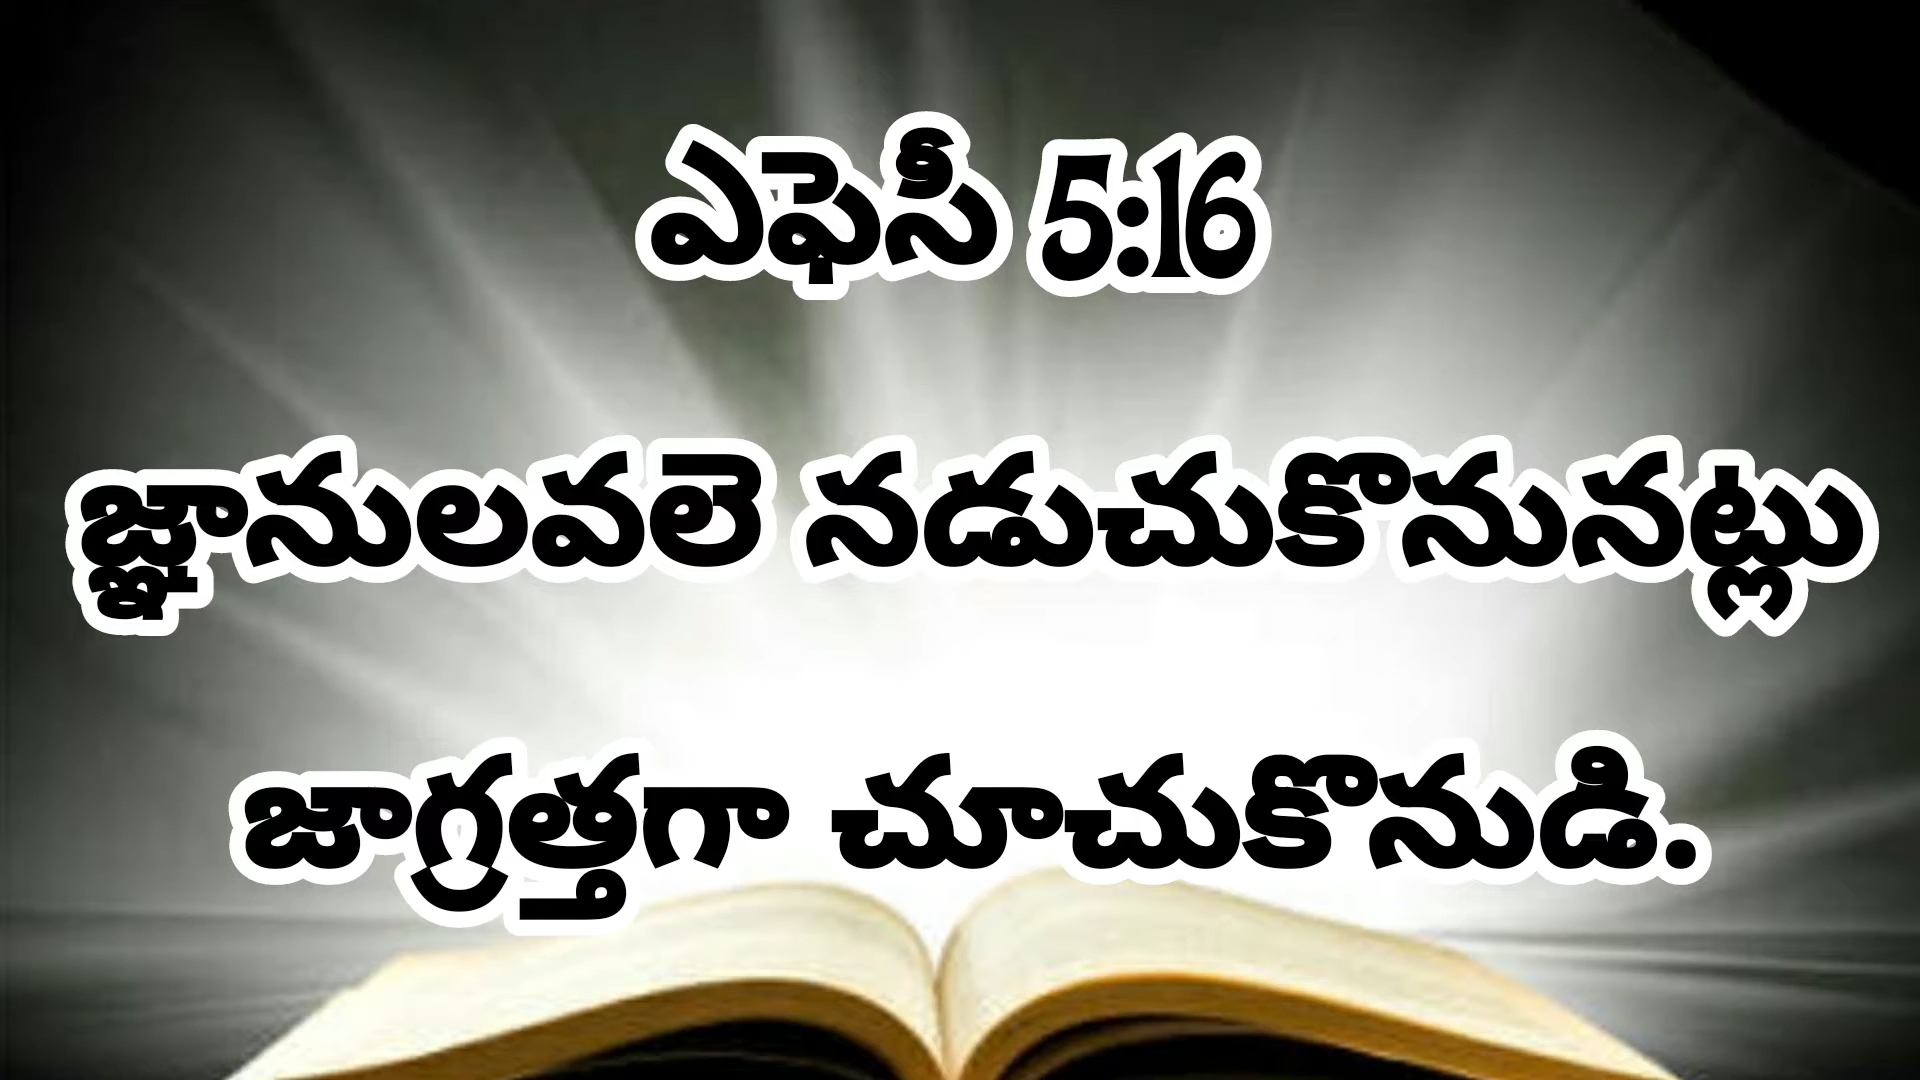 ఎఫెసీ 5:16
జ్ఞానులవలె నడుచుకొనునట్లు
జాగ్రత్తగా చూచుకొనుడి.